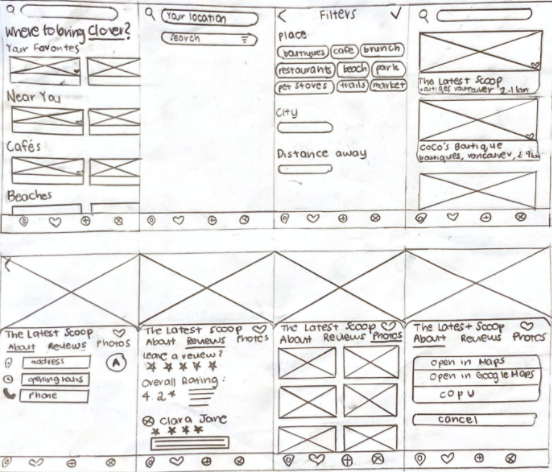 Where to bring Clover?
Your Favorites
Near You
Cafés
Beaches
Your location
search
Filters
place
boutiques cafe brunch
restaurants beach park
pet stores trails market
City
Distance away
The Latest Scoop
vancouver 2.1 km
Coco's Boutique
boutiques, vancouver, 2.9km
The Latest Scoop
About Reviews Photos
address
opening hours
phone
A
The Latest Scoop
About Reviews Photos
Leave a review?
Overall Rating:
4.2
Clara Jane
The Latest Scoop
About Reviews Photos
The Latest Scoop
About Reviews Photos
open in Maps
open in Google Maps
copy
cancel